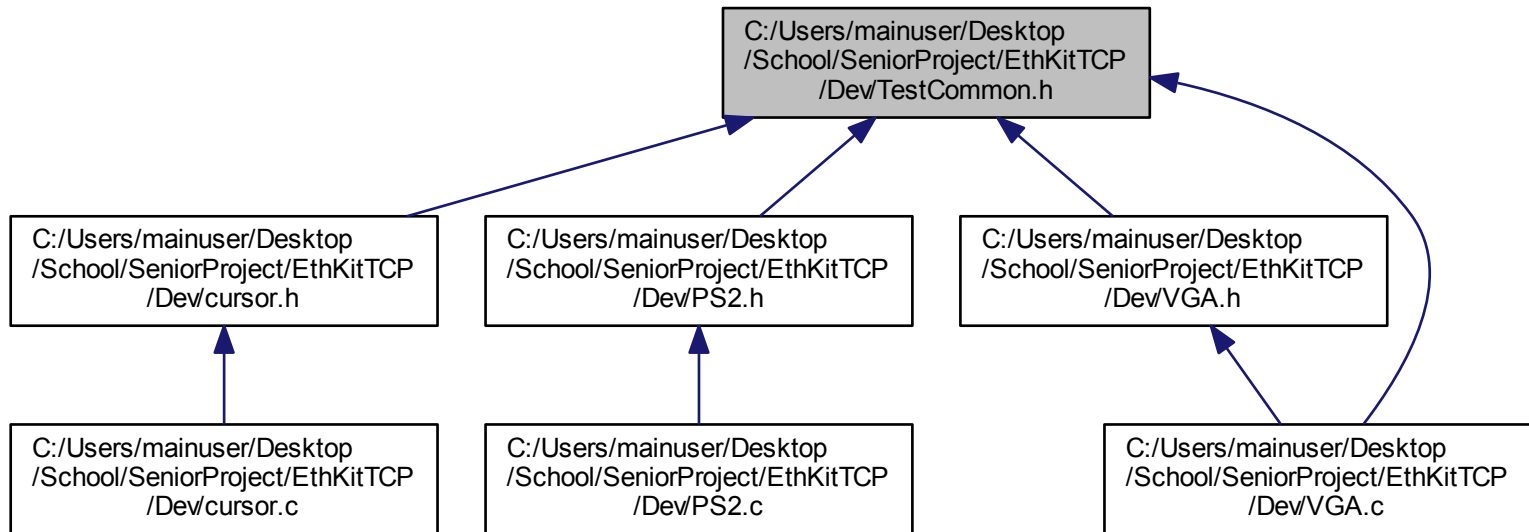 C:/Users/mainuser/Desktop
/School/SeniorProject/EthKitTCP
/Dev/TestCommon.h
C:/Users/mainuser/Desktop
/School/SeniorProject/EthKitTCP
/Dev/cursor.h
C:/Users/mainuser/Desktop
/School/SeniorProject/EthKitTCP
/Dev/PS2.h
C:/Users/mainuser/Desktop
/School/SeniorProject/EthKitTCP
/Dev/VGA.h
C:/Users/mainuser/Desktop
/School/SeniorProject/EthKitTCP
/Dev/cursor.c
C:/Users/mainuser/Desktop
/School/SeniorProject/EthKitTCP
/Dev/PS2.c
C:/Users/mainuser/Desktop
/School/SeniorProject/EthKitTCP
/Dev/VGA.c